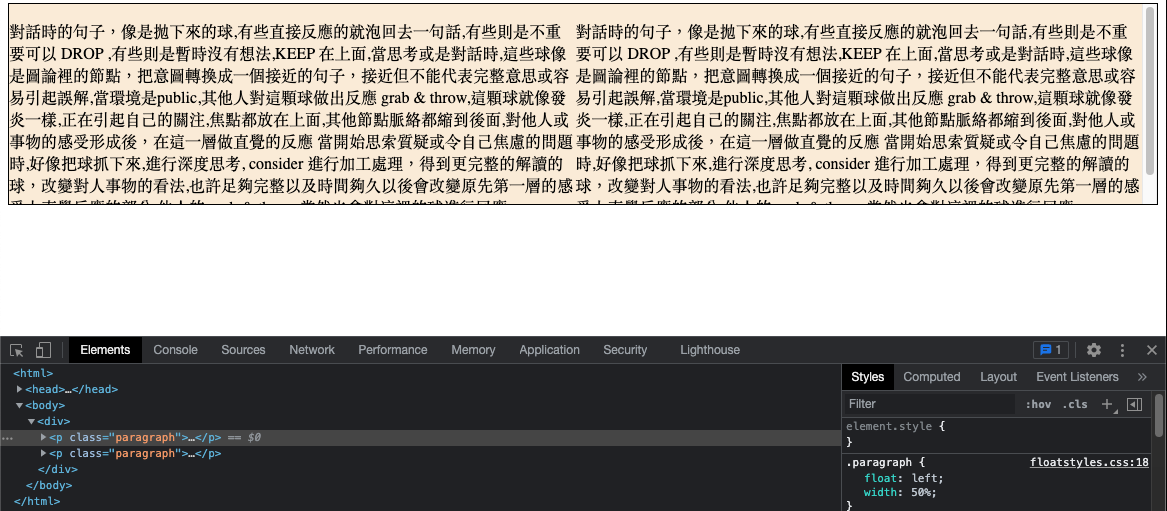 對話時的句子，像是拋下來的球,有些直接反應的就泡回去一句話,有些則是不重
要可以 DROP ,有些則是暫時沒有想法,KEEP 在上面,當思考或是對話時,這些球像
是圖論裡的節點，把意圖轉換成一個接近的句子，接近但不能代表完整意思或容
易引起誤解,當環境是public,其他人對這顆球做出反應 grab & throw,這顆球就像發
炎一樣,正在引起自己的關注,焦點都放在上面,其他節點脈絡都縮到後面,對他人或
事物的感受形成後，在這一層做直覺的反應 當開始思索質疑或令自己焦慮的問題
時,好像把球抓下來,進行深度思考, consider 進行加工處理，得到更完整的解讀的
球，改變對人事物的看法,也許足夠完整以及時間夠久以後會改變原先第一層的感
對話時的句子，像是拋下來的球,有些直接反應的就泡回去一句話,有些則是不重
要可以 DROP ,有些則是暫時沒有想法,KEEP 在上面,當思考或是對話時,這些球像
是圖論裡的節點，把意圖轉換成一個接近的句子，接近但不能代表完整意思或容
易引起誤解,當環境是public,其他人對這顆球做出反應 grab & throw,這顆球就像發
炎一樣,正在引起自己的關注,焦點都放在上面,其他節點脈絡都縮到後面,對他人或
事物的感受形成後，在這一層做直覺的反應 當開始思索質疑或令自己焦慮的問題
時,好像把球抓下來,進行深度思考, consider 進行加工處理，得到更完整的解讀的
球，改變對人事物的看法,也許足夠完整以及時間夠久以後會改變原先第一層的感
Elements Console Sources Network Performance Memory Application Security Lighthouse 1
<html>
<head>…</head>
<body>
<div>
<p class="paragraph">…</p> == $0
<p class="paragraph">…</p>
</div>
</body>
</html>
Styles Computed Layout Event Listeners »
Filter :hov .cls +
element.style {
}
.paragraph { floatstyles.css:18
float: left;
width: 50%;
}